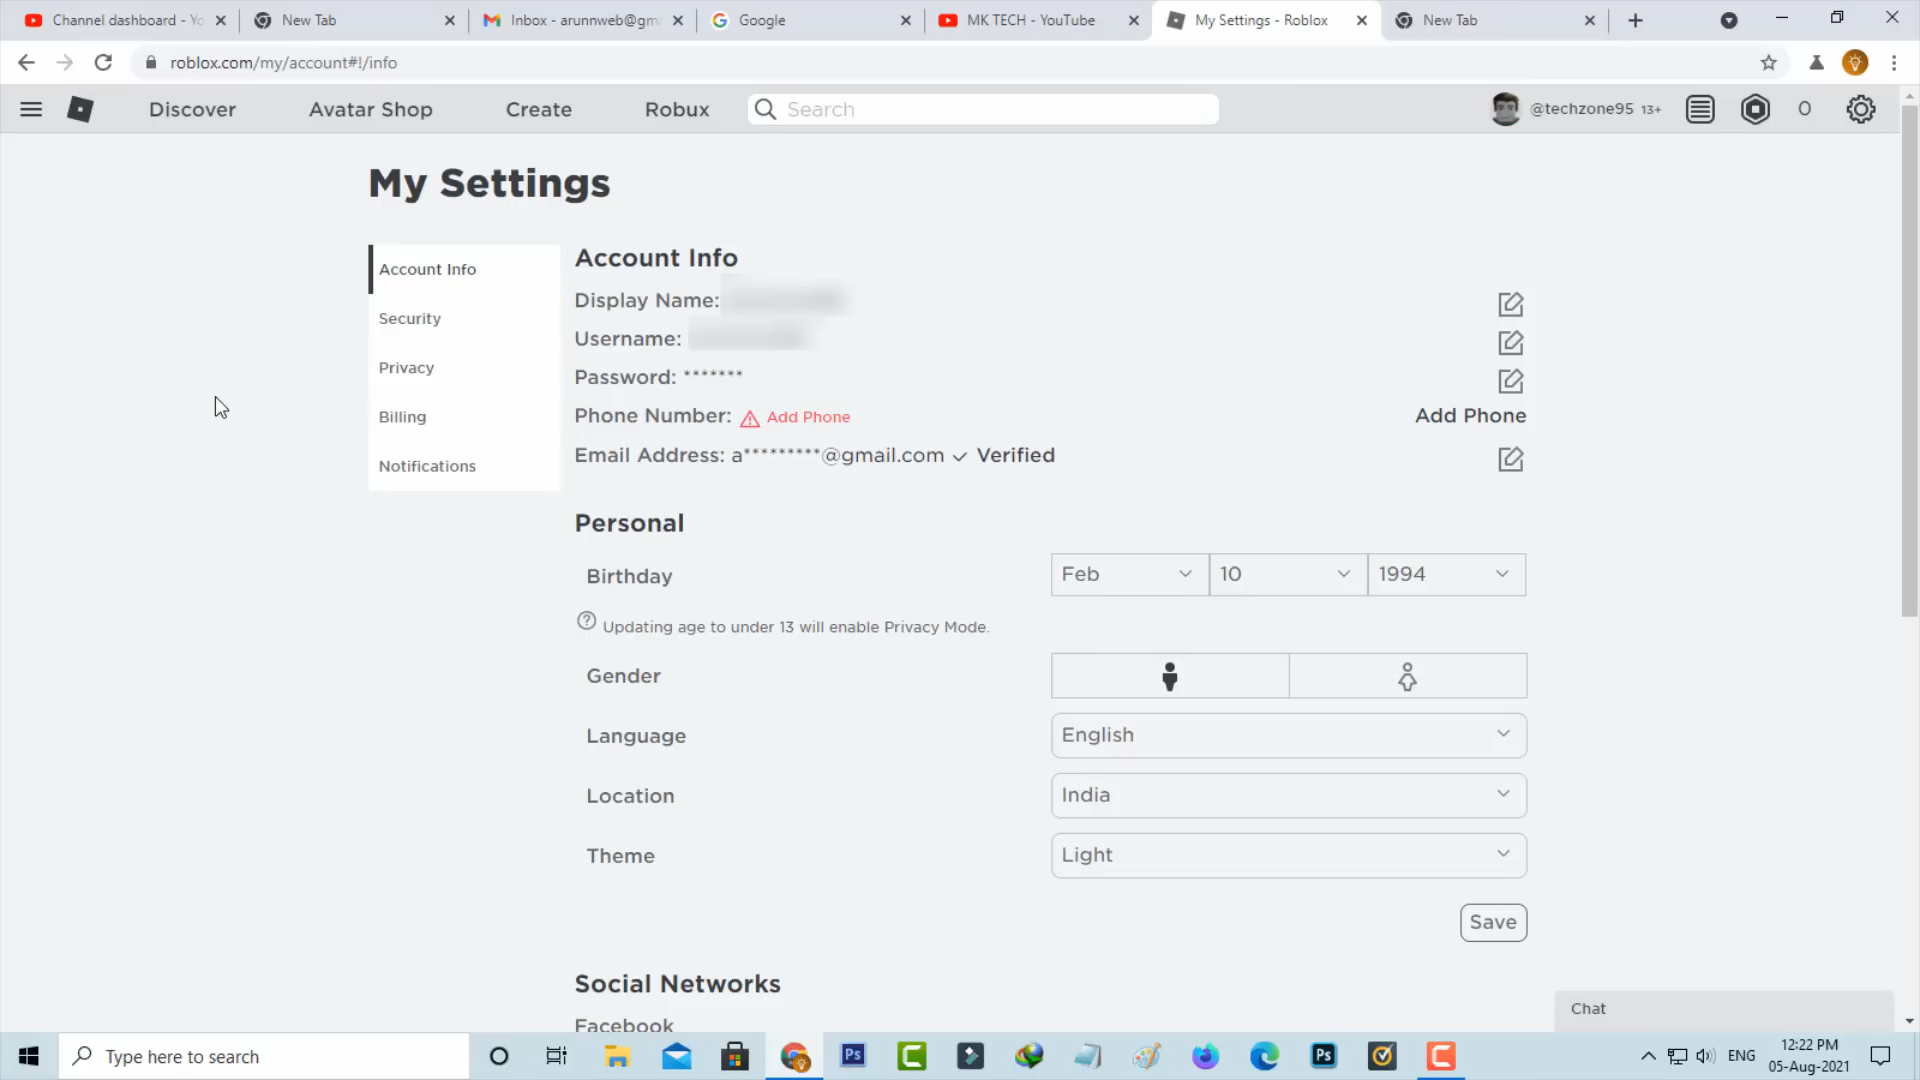 Channel dashboard - Yo
New Tab
Inbox - arunnweb@gm
Google
MK TECH - YouTube
My Settings - Roblox
New Tab
roblox.com/my/account#!/info
Discover
Avatar Shop
Create
Robux
Search
@techzone95 13+
0
My Settings
Account Info
Security
Privacy
Billing
Notifications
Account Info
Display Name:
Username:
Password: *******
Phone Number: Add Phone
Add Phone
Email Address: a*********@gmail.com ✓ Verified
Personal
Birthday
Feb
10
1994
Updating age to under 13 will enable Privacy Mode.
Gender
Language
English
Location
India
Theme
Light
Save
Social Networks
Facebook
Chat
Type here to search
Ps
Ps
ENG
12:22 PM
05-Aug-2021